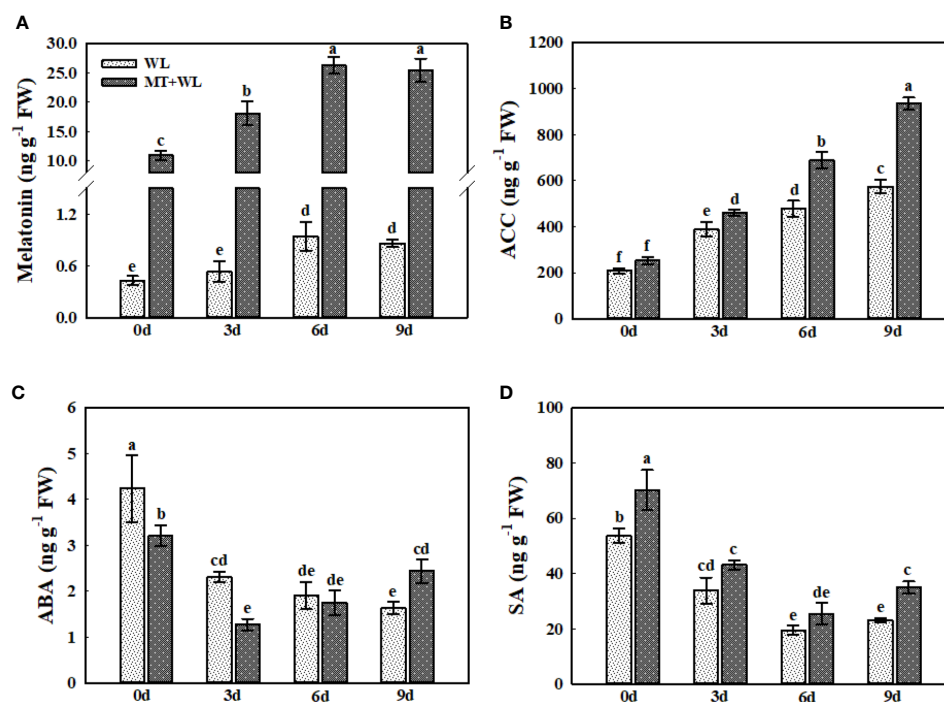 A
Melatonin (ng g-1 FW)
30.0
25.0
20.0
15.0
10.0
1.2
0.6
0.0
WL
MT+WL
e
c
e
b
d
a
d
a
0d
3d
6d
9d
B
ACC (ng g-1 FW)
1200
1000
800
600
400
200
0
f
f
e
d
d
b
c
a
0d
3d
6d
9d
C
ABA (ng g-1 FW)
6
5
4
3
2
1
0
a
b
cd
e
de
de
e
cd
0d
3d
6d
9d
D
SA (ng g-1 FW)
100
80
60
40
20
0
b
a
cd
c
e
de
e
c
0d
3d
6d
9d